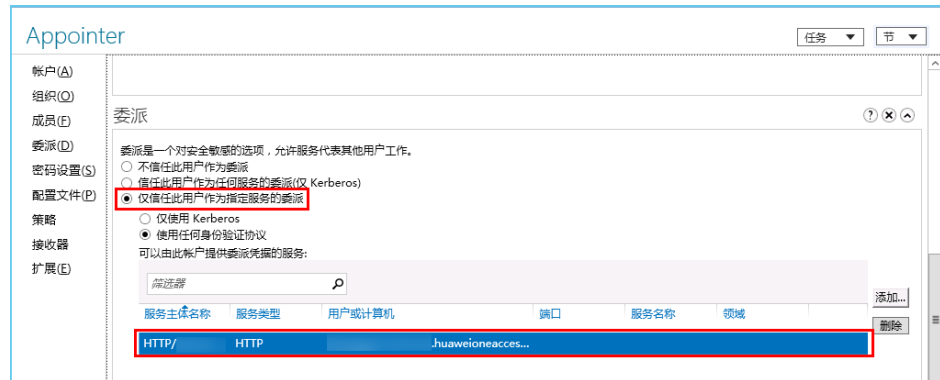 Appointer
任务
节
帐户(A)
组织(O)
成员(F)
委派(D)
密码设置(S)
配置文件(P)
策略
接收器
扩展(E)
委派
委派是一个对安全敏感的选项，允许服务代表其他用户工作。
不信任此用户作为委派
信任此用户作为任何服务的委派(仅 Kerberos)
仅信任此用户作为指定服务的委派
仅使用 Kerberos
使用任何身份验证协议
可以由此帐户提供委派凭据的服务:
筛选器
添加...
删除
服务主体名称 服务类型 用户或计算机 端口 服务名称 领域
HTTP/ HTTP .huaweioneacces...